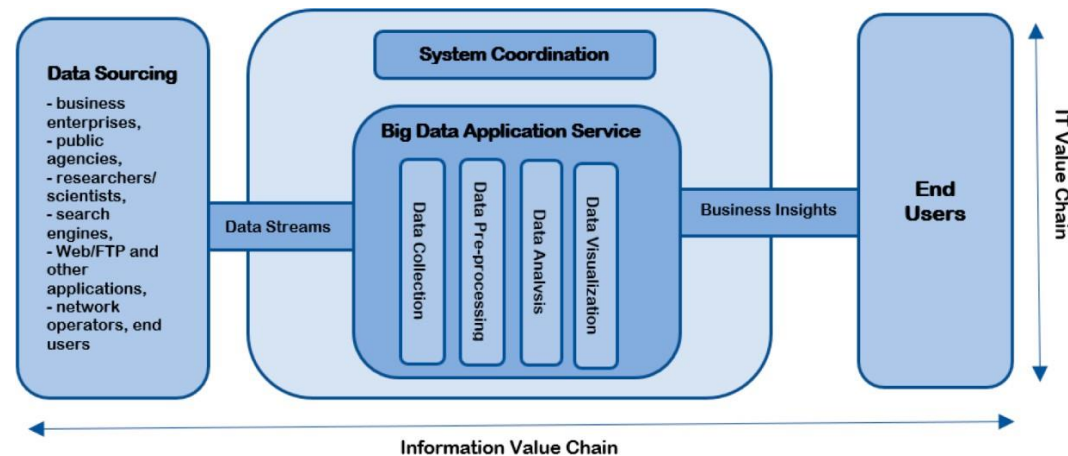 Data Sourcing
- business
enterprises,
- public
agencies,
- researchers/
scientists,
- search
engines,
- Web/FTP and
other
applications,
- network
operators, end
users
Data Streams
System Coordination
Big Data Application Service
Data Collection
Data Pre-processing
Data Analysis
Data Visualization
Business Insights
End
Users
IT Value Chain
Information Value Chain